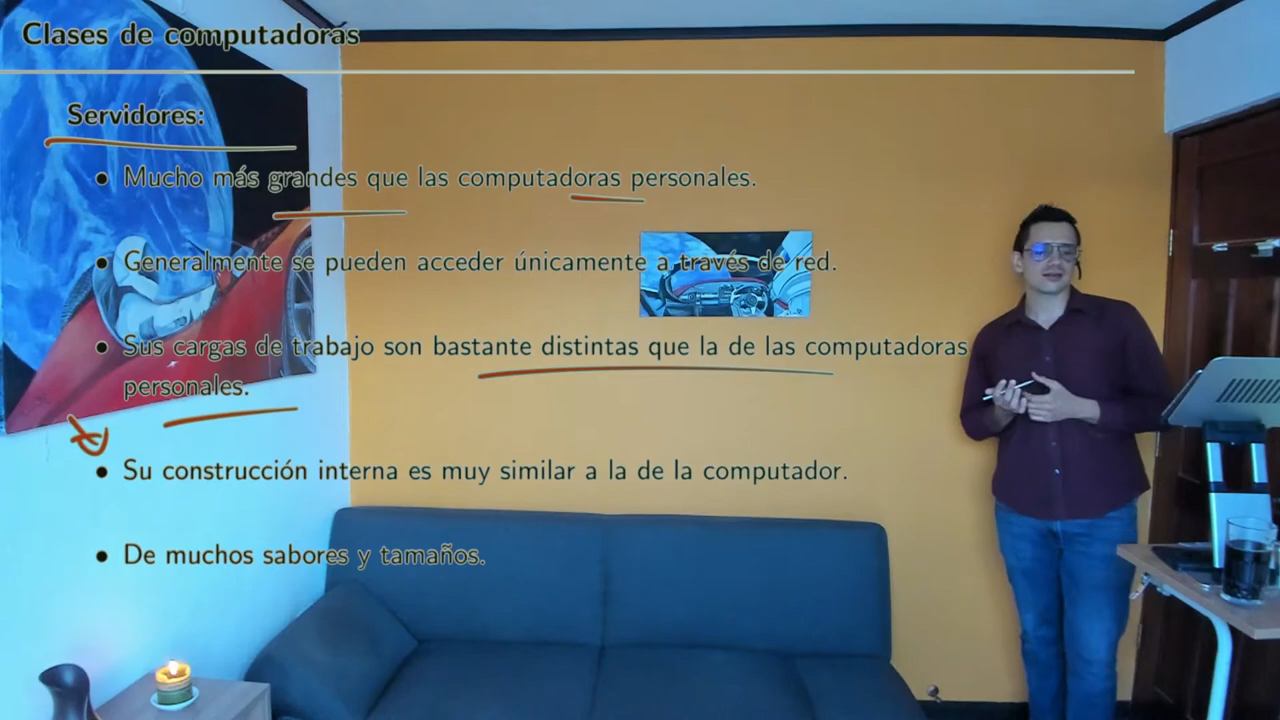 Clases de computadoras
Servidores:
• Mucho más grandes que las computadoras personales.
• Generalmente se pueden acceder únicamente a través de red.
• Sus cargas de trabajo son bastante distintas que la de las computadoras
personales.
• Su construcción interna es muy similar a la de la computador.
• De muchos sabores y tamaños.